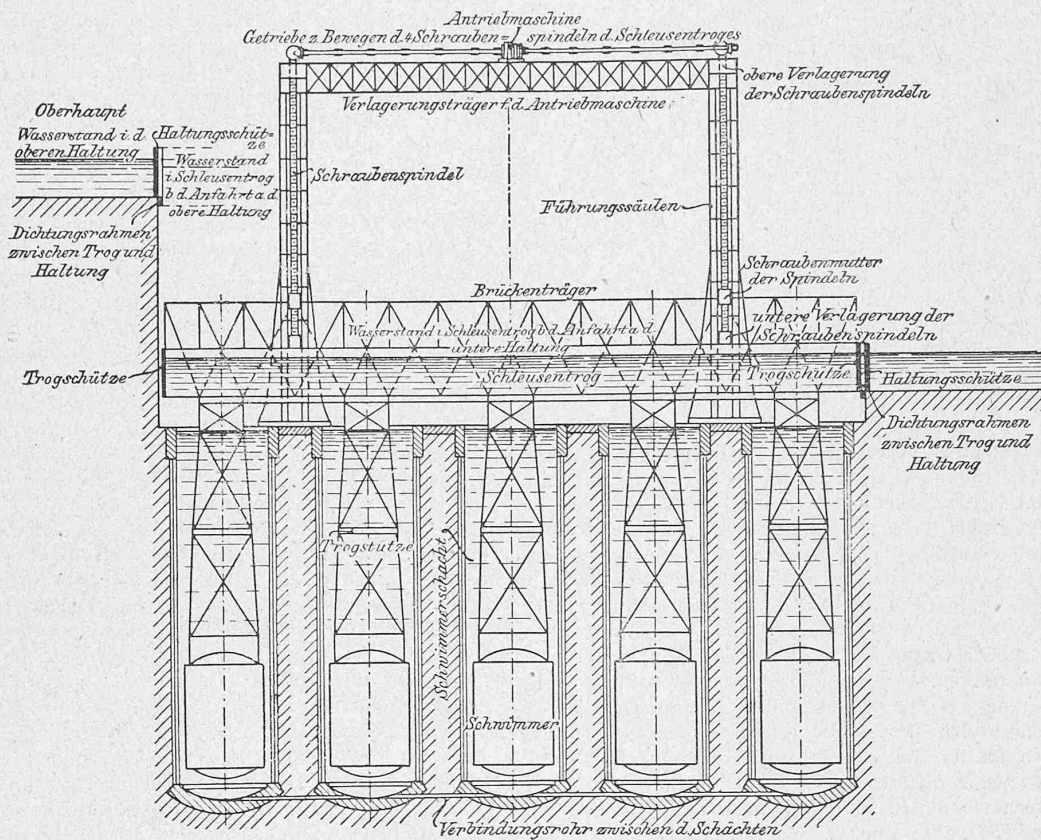 Antriebmaschine
Getriebe z. Bewegen d. 4 Schrauben= spindeln d. Schleusentroges
obere Verlagerung
der Schraubenspindeln
Verlagerungsträger f. d. Antriebmaschine
Oberhaupt
Wasserstand i. d.
oberen Haltung
Haltungsschüt=
ze
Wasserstand
i. Schleusentrog
b. d. Anfahrt a. d.
obere Haltung
Schraubenspindel
Führungssäulen
Dichtungsrahmen
zwischen Trog und
Haltung
Schraubenmutter
der Spindeln
Brückenträger
untere Verlagerung der
Schraubenspindeln
Wasserstand i. Schleusentrog b. d. Anfahrt a. d.
untere Haltung
Trogschütze
Schleusentrog
Trogschütze
Haltungsschütze
Dichtungsrahmen
zwischen Trog und
Haltung
Trogstütze
Schwimmerschacht
Schwimmer
Verbindungsrohr zwischen d. Schächten